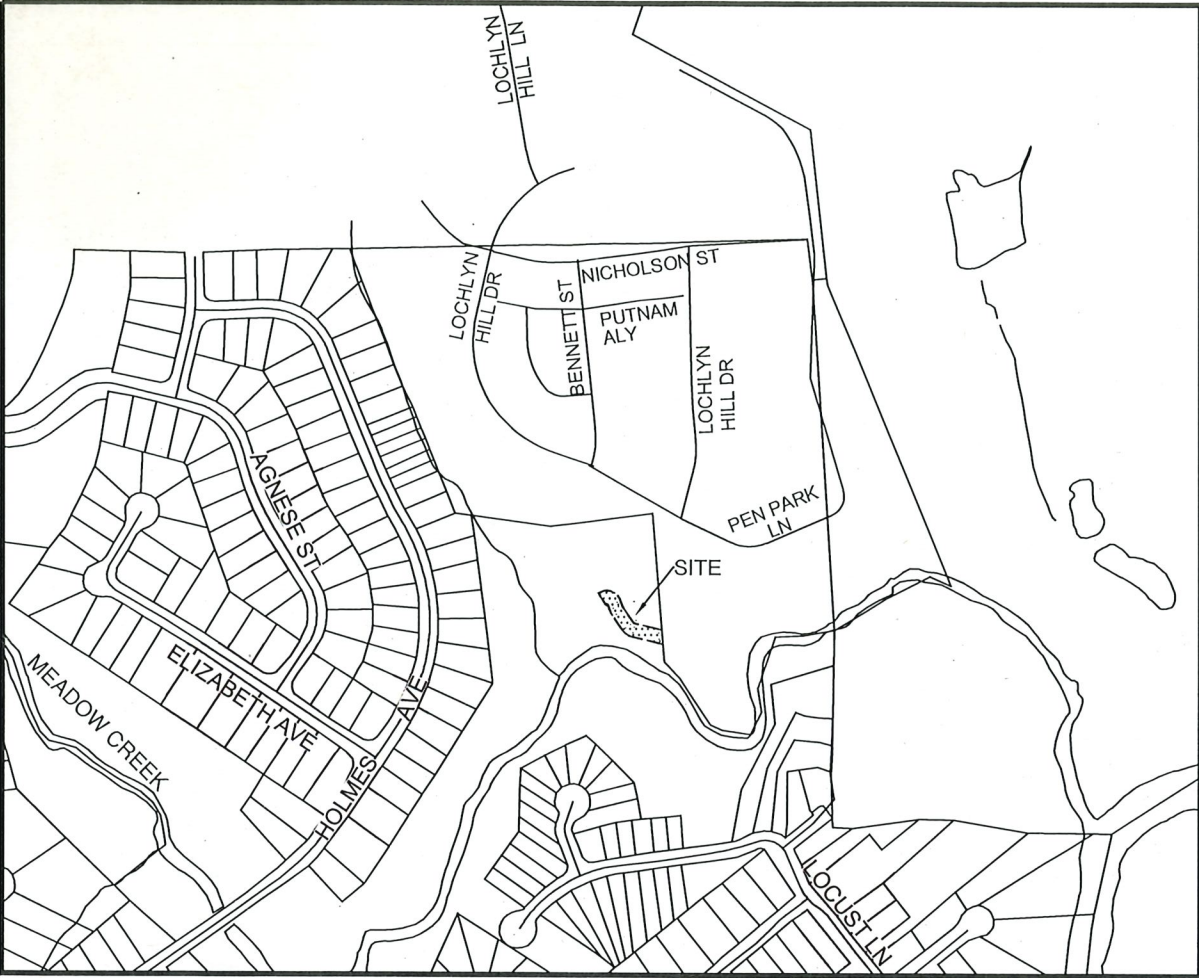 LOCHLYN
HILL LN
NICHOLSON ST
LOCHLYN
HILL DR
BENNETT ST
PUTNAM
ALY
LOCHLYN
HILL DR
AGNESE ST
PEN PARK
LN
SITE
ELIZABETH AVE
HOLMES AVE
MEADOW CREEK
LOCUST LN